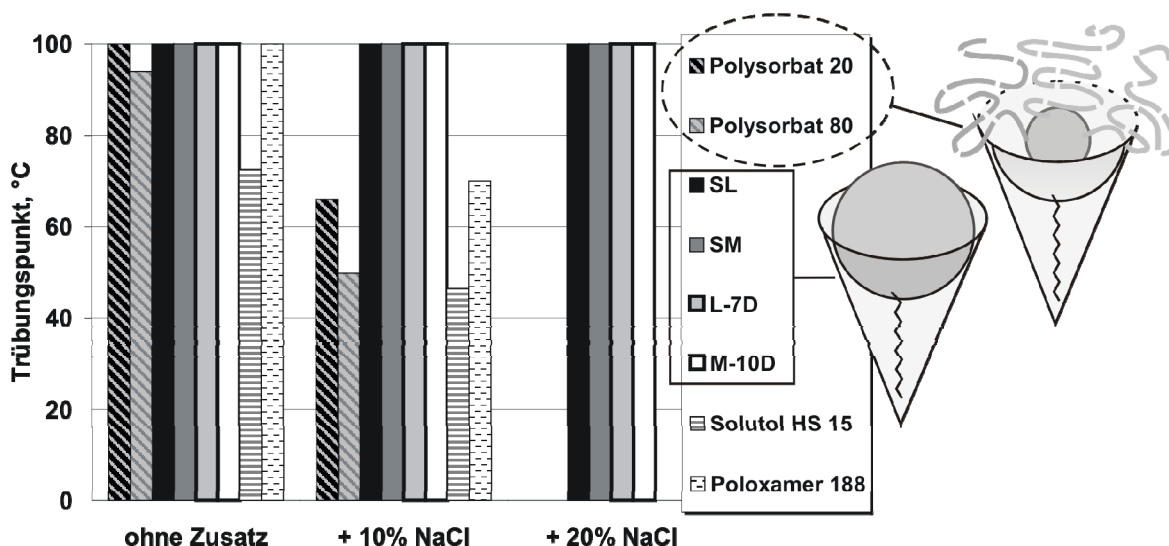 Trübungspunkt, °C
100
80
60
40
20
0
ohne Zusatz
+ 10% NaCl
+ 20% NaCl
Polysorbat 20
Polysorbat 80
SL
SM
L-7D
M-10D
Solutol HS 15
Poloxamer 188